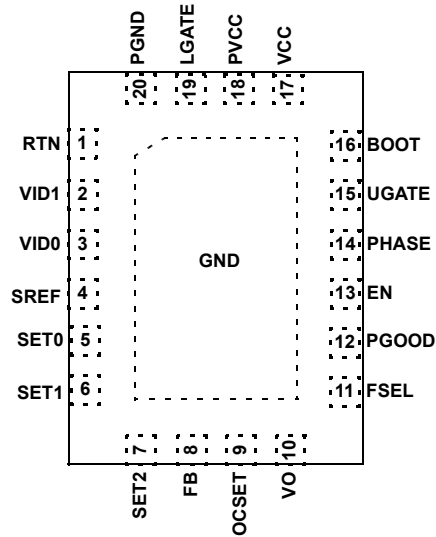 PGND LGATE PVCC VCC
20 19 18 17
RTN 1
16 BOOT
VID1 2
15 UGATE
VID0 3
14 PHASE
GND
SREF 4
13 EN
SET0 5
12 PGOOD
SET1 6
11 FSEL
7 8 9 10
SET2 FB OCSET VO